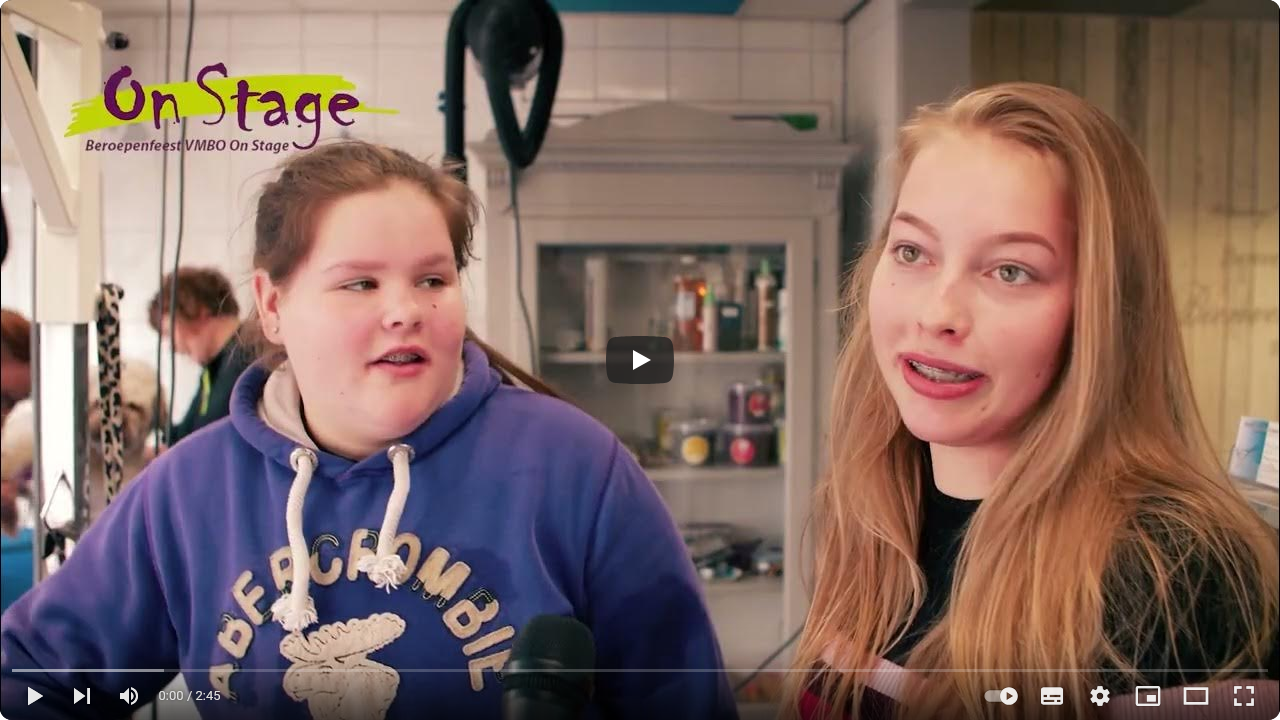 On Stage
Beroepenfeest VMBO On Stage
ABERCROMBIE
0:00 / 2:45